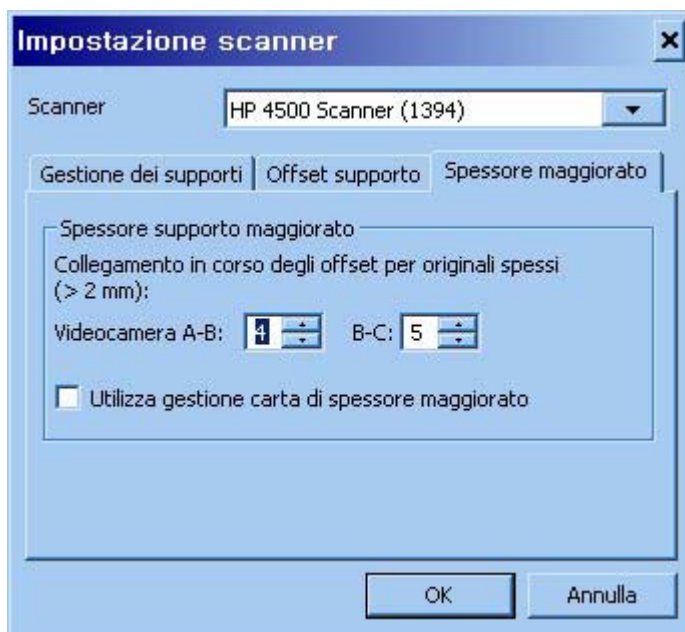 Impostazione scanner
Scanner
HP 4500 Scanner (1394)
Gestione dei supporti
Offset supporto
Spessore maggiorato
Spessore supporto maggiorato
Collegamento in corso degli offset per originali spessi
(> 2 mm):
Videocamera A-B: 4 B-C: 5
Utilizza gestione carta di spessore maggiorato
OK
Annulla